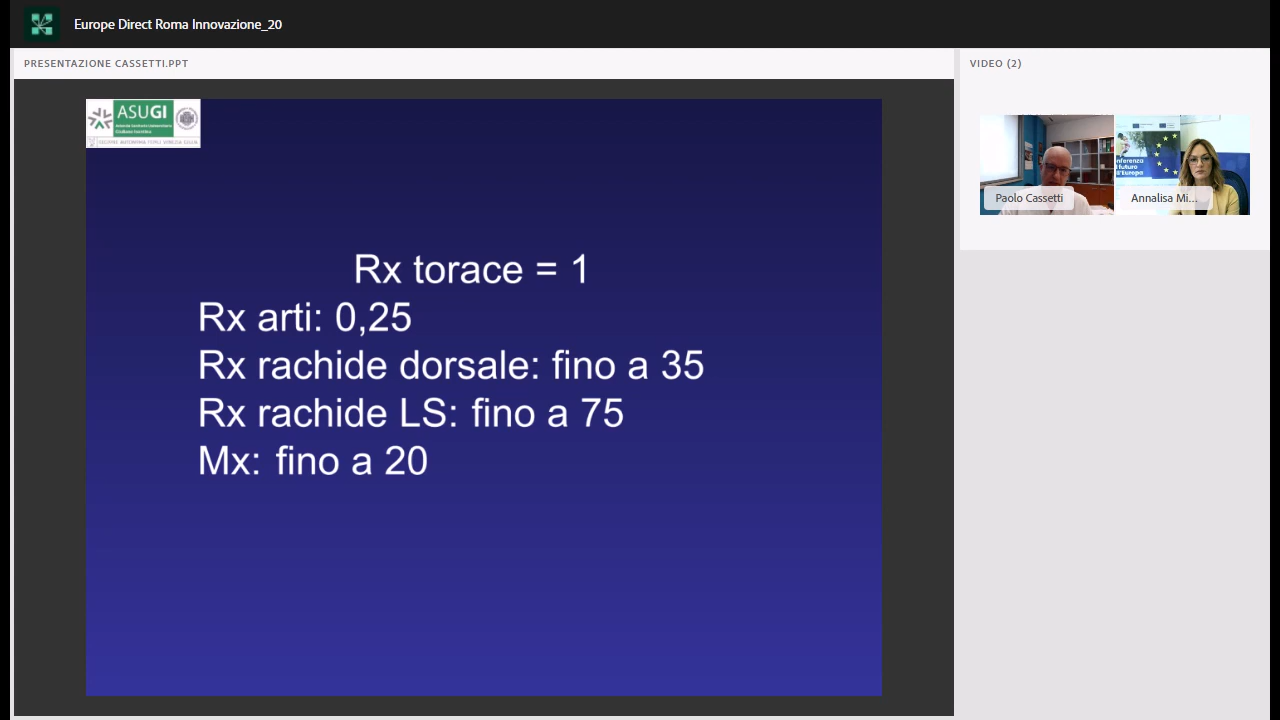 Europe Direct Roma Innovazione_20
PRESENTAZIONE CASSETTI.PPT
VIDEO (2)
ASUGI
Rx torace = 1
Rx arti: 0,25
Rx rachide dorsale: fino a 35
Rx rachide LS: fino a 75
Mx: fino a 20
Paolo Cassetti
Annalisa Mi...